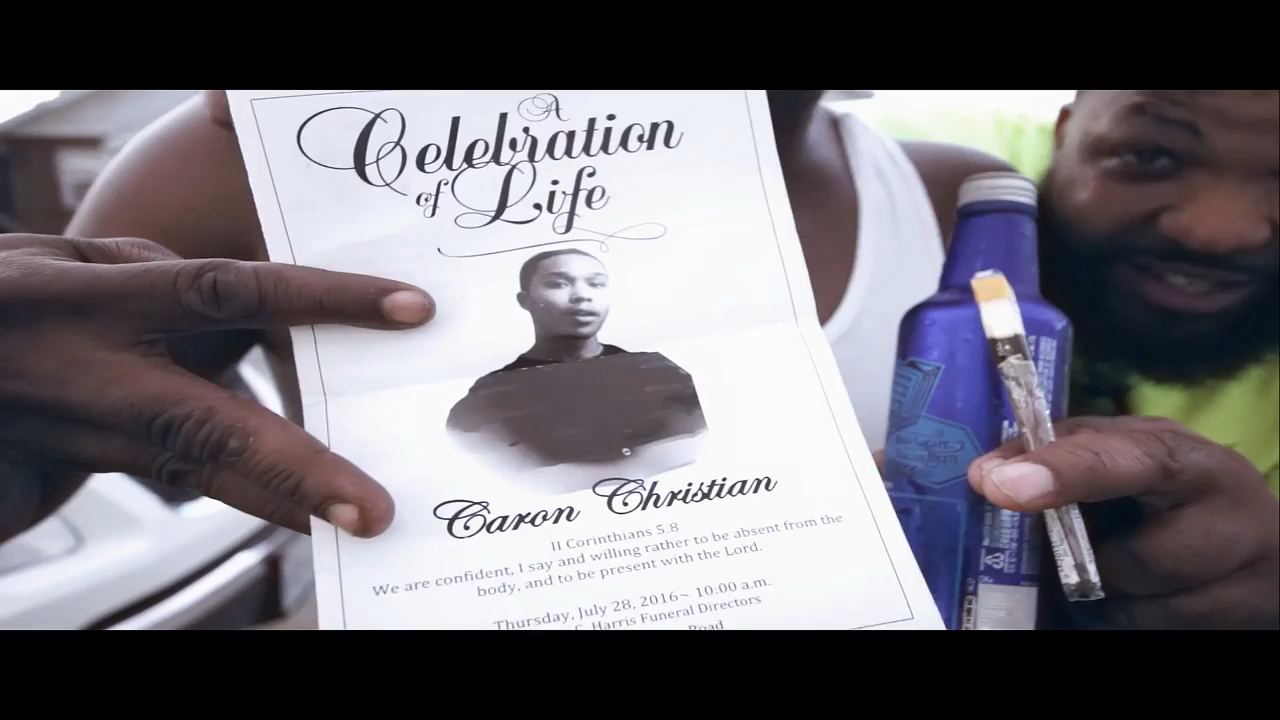 A
Celebration
of Life
Caron Christian
II Corinthians 5:8
We are confident, I say and willing rather to be absent from the
body, and to be present with the Lord.
Thursday, July 28, 2016~ 10:00 a.m.
C. Harris Funeral Directors
Road